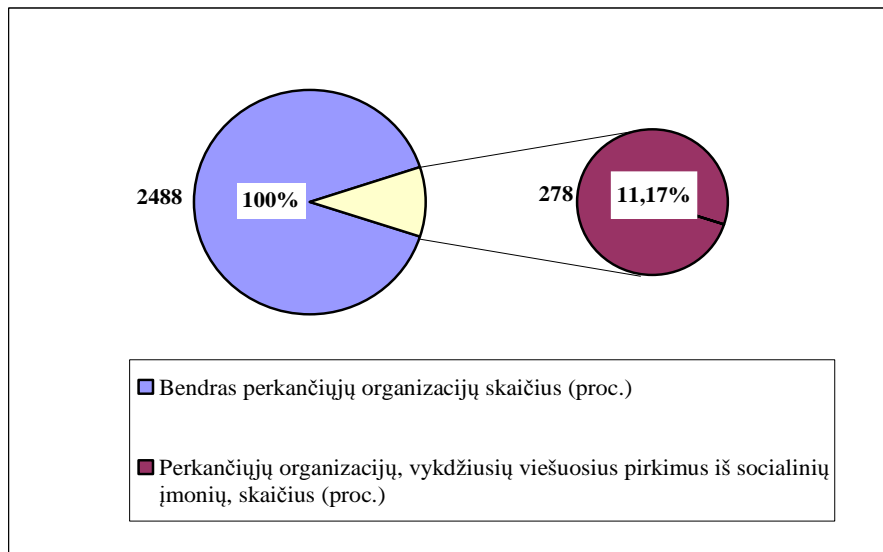 2488
100%
278
11,17%
Bendras perkančiųjų organizacijų skaičius (proc.)
Perkančiųjų organizacijų, vykdžiusių viešuosius pirkimus iš socialinių
įmonių, skaičius (proc.)